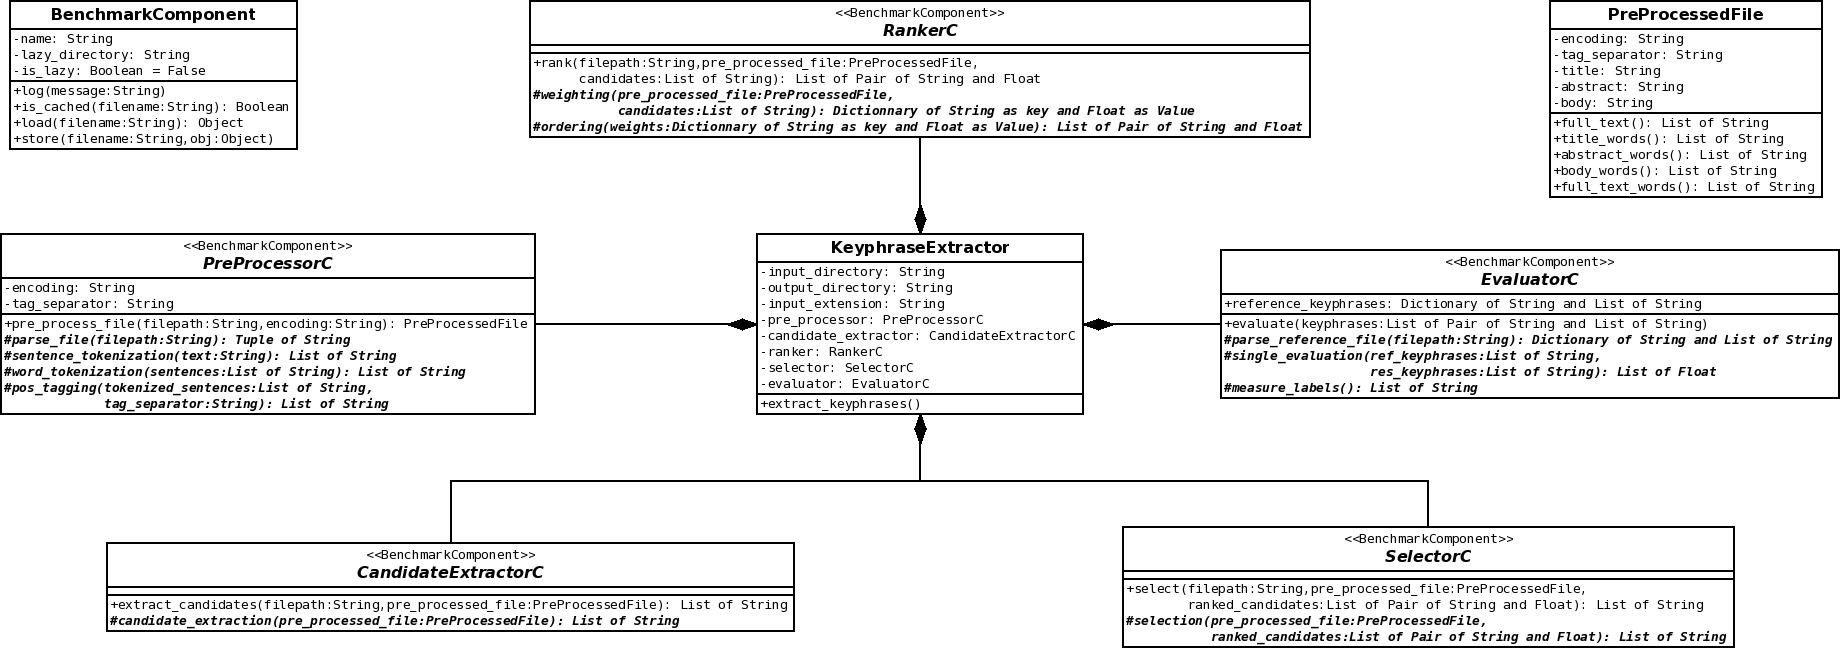 BenchmarkComponent
-name: String
-lazy_directory: String
-is_lazy: Boolean = False
+log(message:String)
+is_cached(filename:String): Boolean
+load(filename:String): Object
+store(filename:String,obj:Object)
<<BenchmarkComponent>>
RankerC
+rank(filepath:String,pre_processed_file:PreProcessedFile,
candidates:List of String): List of Pair of String and Float
#weighting(pre_processed_file:PreProcessedFile,
candidates:List of String): Dictionnary of String as key and Float as Value
#ordering(weights:Dictionnary of String as key and Float as Value): List of Pair of String and Float
PreProcessedFile
-encoding: String
-tag_separator: String
-title: String
-abstract: String
-body: String
+full_text(): List of String
+title_words(): List of String
+abstract_words(): List of String
+body_words(): List of String
+full_text_words(): List of String
<<BenchmarkComponent>>
PreProcessorC
-encoding: String
-tag_separator: String
+pre_process_file(filepath:String,encoding:String): PreProcessedFile
#parse_file(filepath:String): Tuple of String
#sentence_tokenization(text:String): List of String
#word_tokenization(sentences:List of String): List of String
#pos_tagging(tokenized_sentences:List of String,
tag_separator:String): List of String
KeyphraseExtractor
-input_directory: String
-output_directory: String
-input_extension: String
-pre_processor: PreProcessorC
-candidate_extractor: CandidateExtractorC
-ranker: RankerC
-selector: SelectorC
-evaluator: EvaluatorC
+extract_keyphrases()
<<BenchmarkComponent>>
EvaluatorC
+reference_keyphrases: Dictionary of String and List of String
+evaluate(keyphrases:List of Pair of String and List of String)
#parse_reference_file(filepath:String): Dictionary of String and List of String
#single_evaluation(ref_keyphrases:List of String,
res_keyphrases:List of String): List of Float
#measure_labels(): List of String
<<BenchmarkComponent>>
CandidateExtractorC
+extract_candidates(filepath:String,pre_processed_file:PreProcessedFile): List of String
#candidate_extraction(pre_processed_file:PreProcessedFile): List of String
<<BenchmarkComponent>>
SelectorC
+select(filepath:String,pre_processed_file:PreProcessedFile,
ranked_candidates:List of Pair of String and Float): List of String
#selection(pre_processed_file:PreProcessedFile,
ranked_candidates:List of Pair of String and Float): List of String